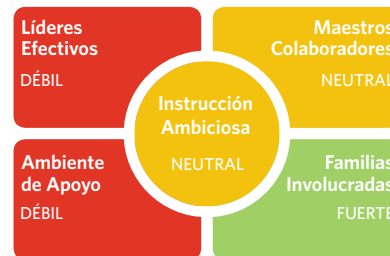 Líderes
Efectivos
DÉBIL
Maestros
Colaboradores
NEUTRAL
Instrucción
Ambiciosa
NEUTRAL
Ambiente
de Apoyo
DÉBIL
Familias
Involucradas
FUERTE